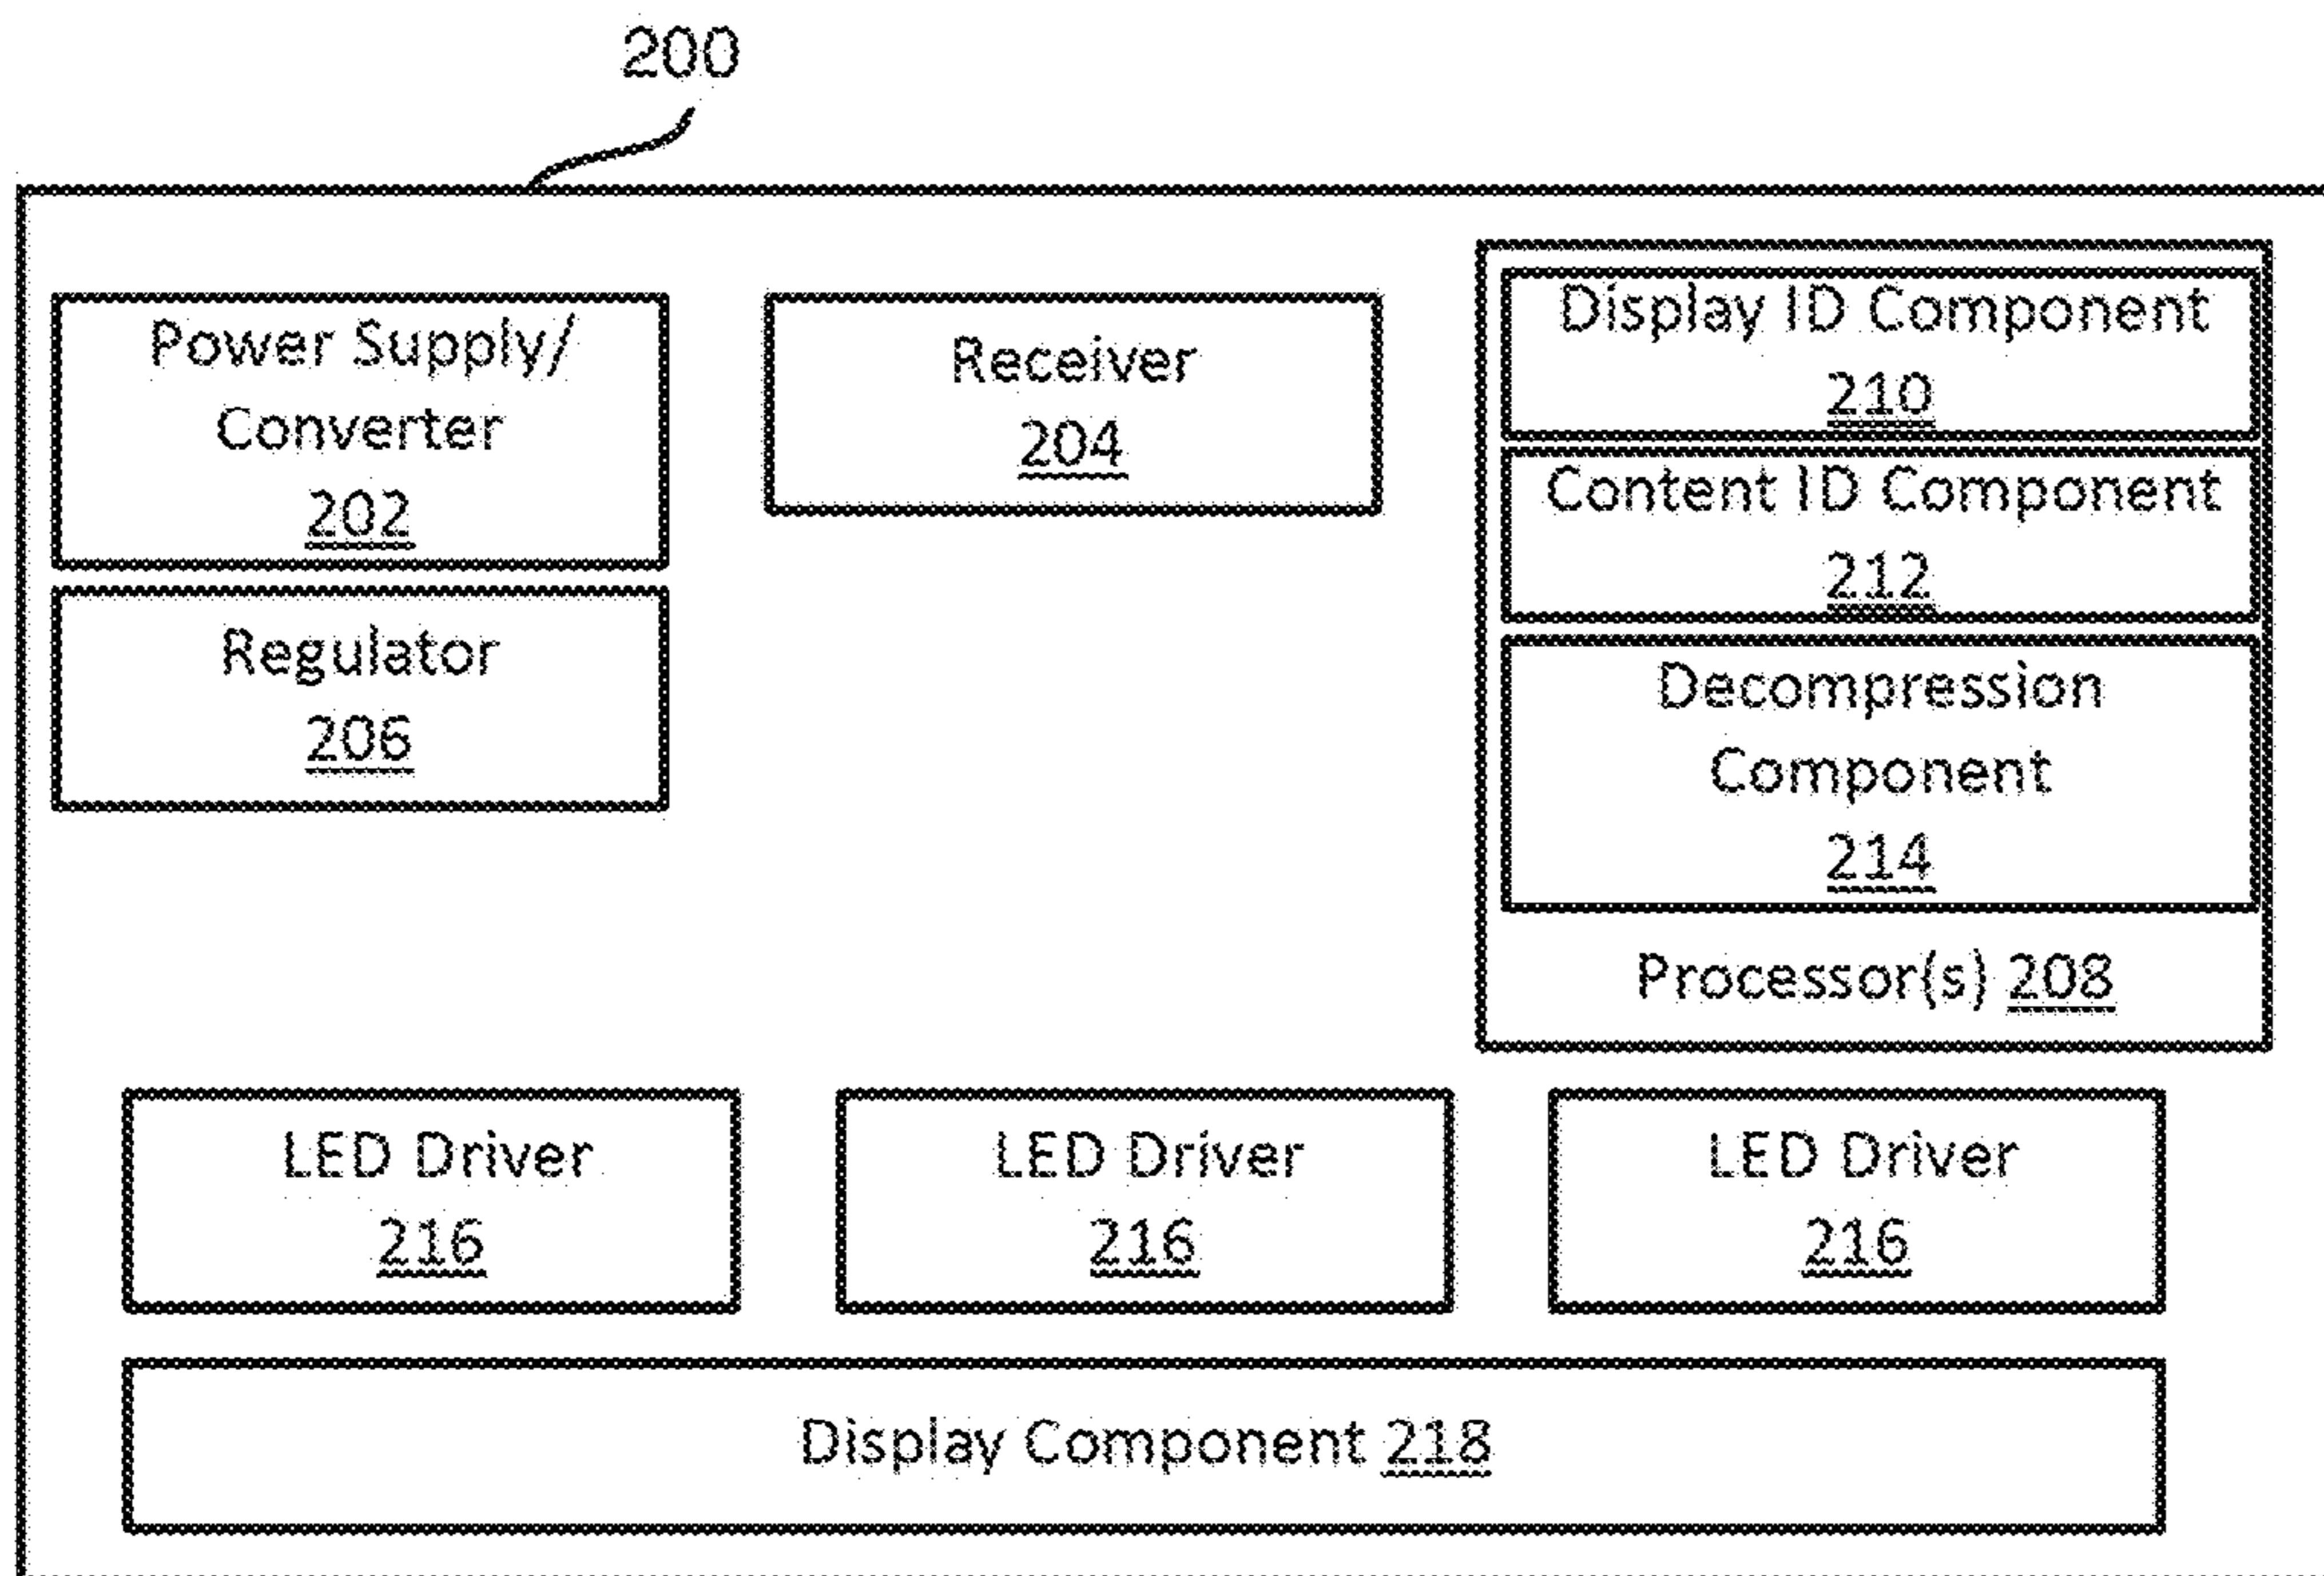 200
Power Supply/
Converter
202
Receiver
204
Regulator
206
Display ID Component
210
Content ID Component
212
Decompression
Component
214
Processor(s) 208
LED Driver
216
LED Driver
216
LED Driver
216
Display Component 218